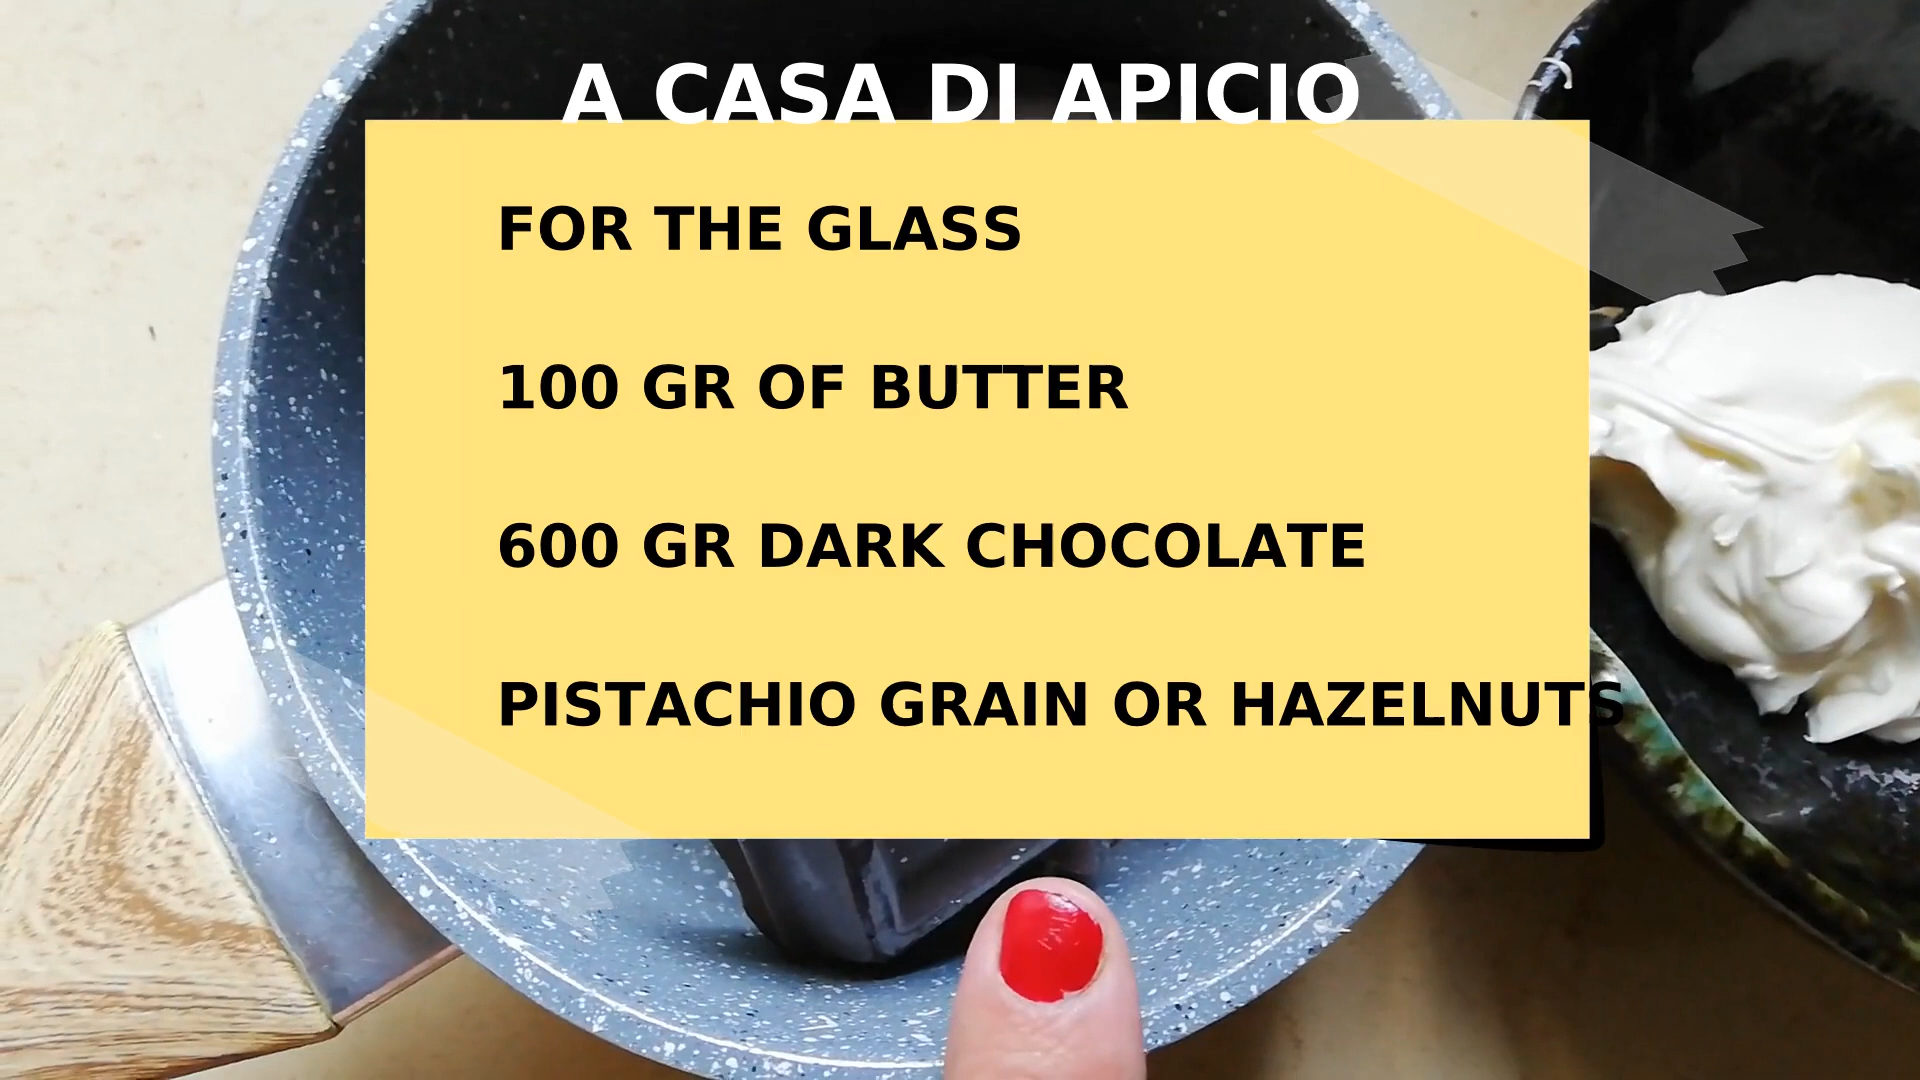 A CASA DI APICIO
FOR THE GLASS
100 GR OF BUTTER
600 GR DARK CHOCOLATE
PISTACHIO GRAIN OR HAZELNUTS